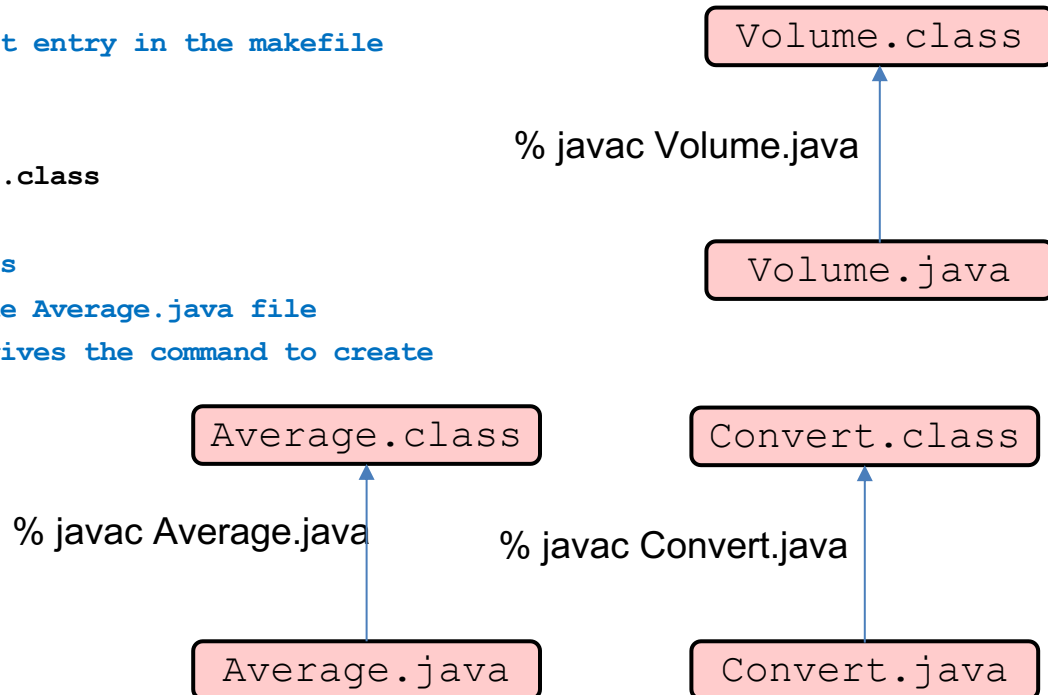 t entry in the makefile
Volume.class
% javac Volume.java
.class
s
Volume.java
e Average.java file
ives the command to create
Average.class
Convert.class
% javac Average.java
% javac Convert.java
Average.java
Convert.java